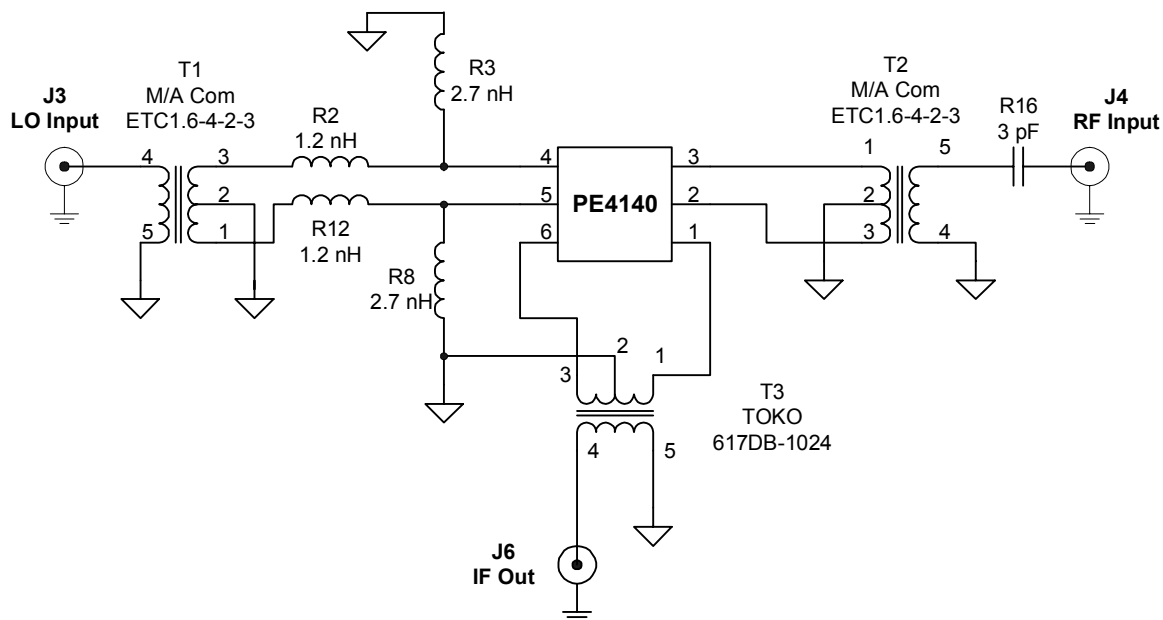 J3
LO Input
T1
M/A Com
ETC1.6-4-2-3
4
5
3
2
1
R2
1.2 nH
R12
1.2 nH
R3
2.7 nH
R8
2.7 nH
4
5
6
PE4140
3
2
1
T2
M/A Com
ETC1.6-4-2-3
1
2
3
5
4
R16
3 pF
J4
RF Input
3
2
1
4
5
T3
TOKO
617DB-1024
J6
IF Out